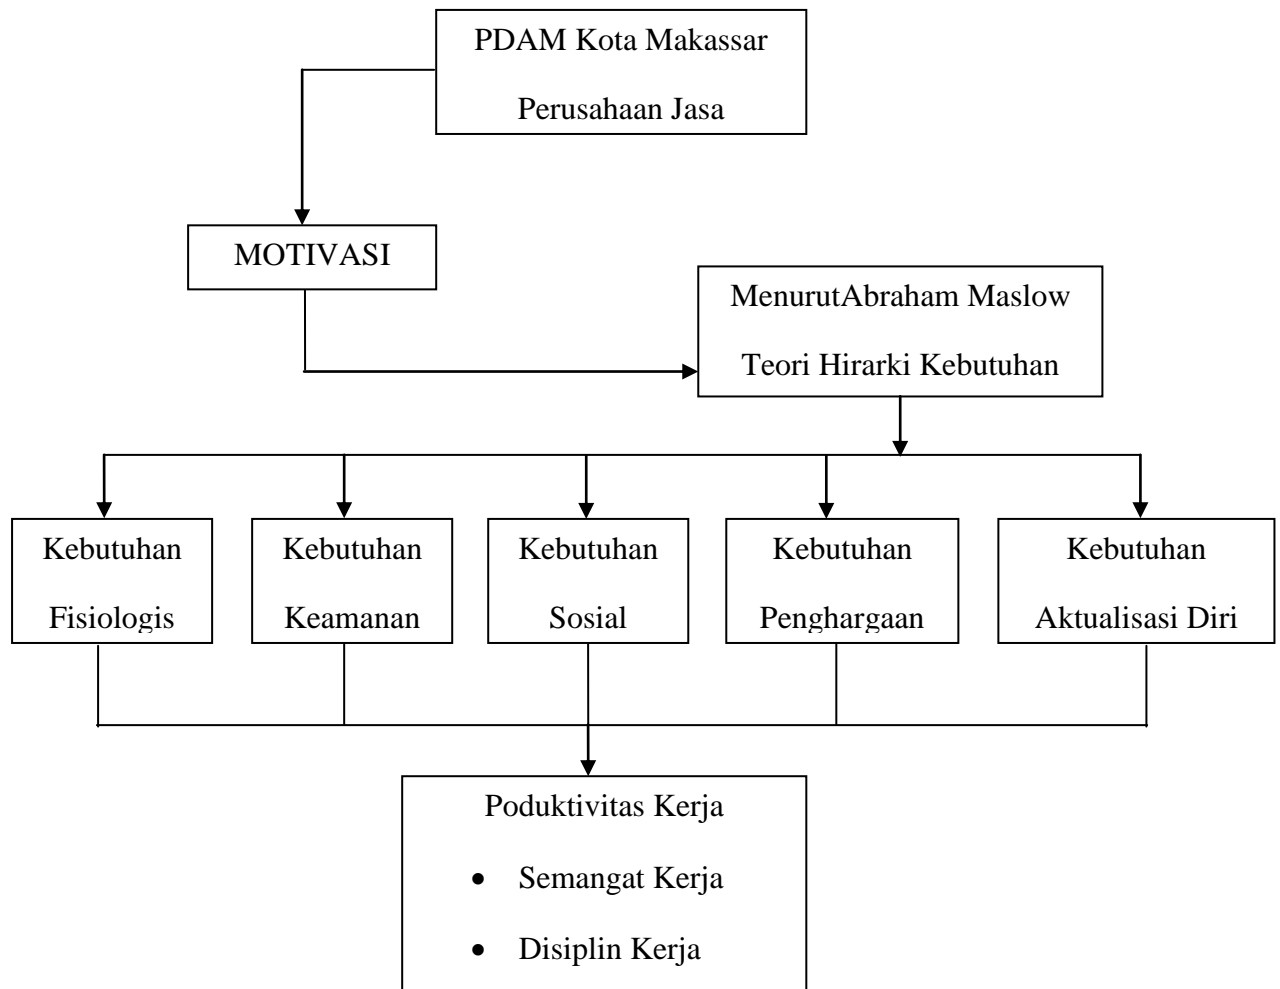 PDAM Kota Makassar
Perusahaan Jasa
MOTIVASI
MenurutAbraham Maslow
Teori Hirarki Kebutuhan
Kebutuhan
Fisiologis
Kebutuhan
Keamanan
Kebutuhan
Sosial
Kebutuhan
Penghargaan
Kebutuhan
Aktualisasi Diri
Poduktivitas Kerja
• Semangat Kerja
• Disiplin Kerja